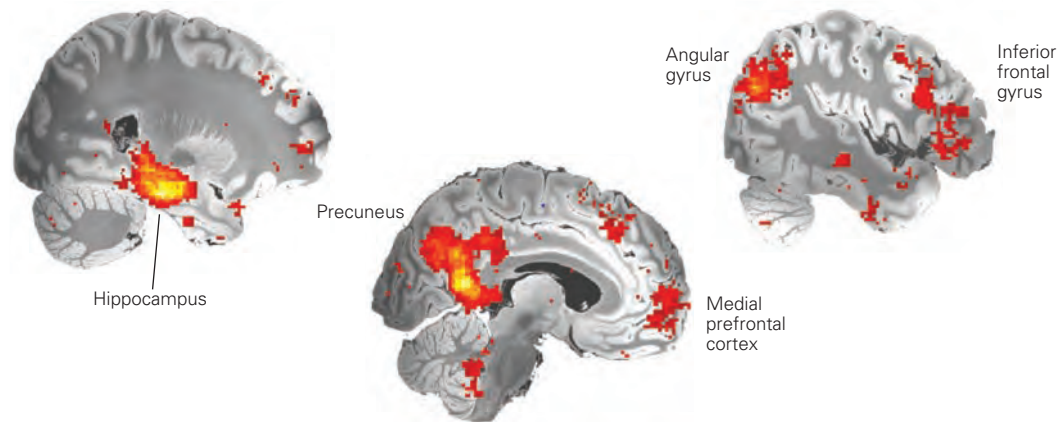 Angular
gyrus
Inferior
frontal
gyrus
Precuneus
Hippocampus
Medial
prefrontal
cortex